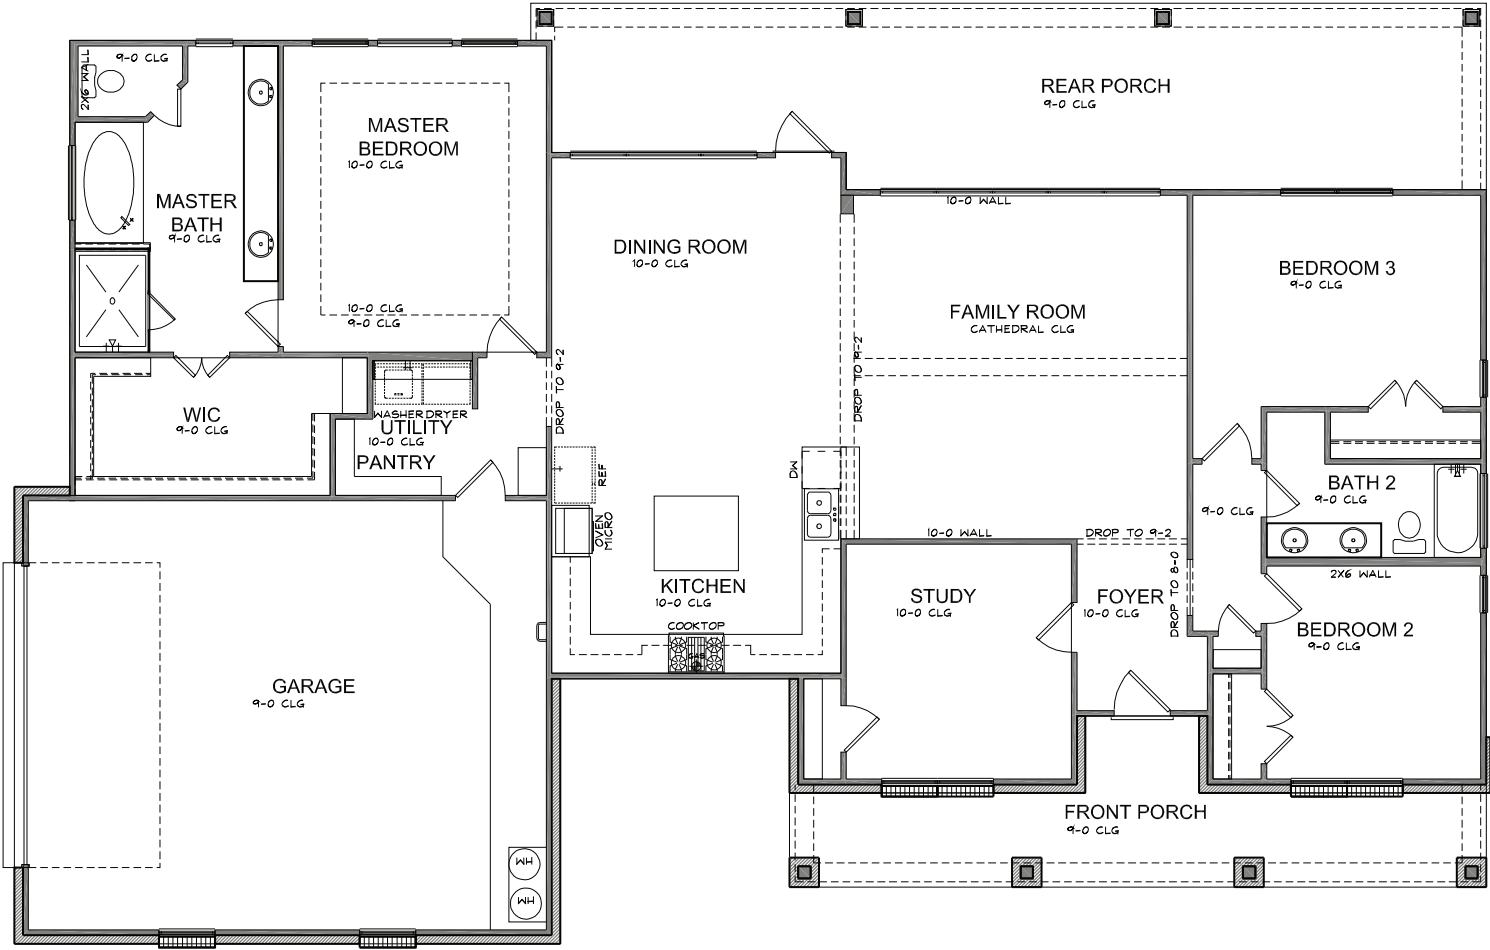 9-0 CLG
2X6 WALL
REAR PORCH
9-0 CLG
MASTER
BEDROOM
10-0 CLG
MASTER
BATH
9-0 CLG
10-0 WALL
DINING ROOM
10-0 CLG
BEDROOM 3
9-0 CLG
10-0 CLG
9-0 CLG
FAMILY ROOM
CATHEDRAL CLG
DROP TO 9-2
DROP TO 9-2
WIC
9-0 CLG
WASHER DRYER
UTILITY
10-0 CLG
PANTRY
REF
DW
BATH 2
9-0 CLG
9-0 CLG
OVEN
MICRO
10-0 WALL
DROP TO 9-2
DROP TO 8-0
2X6 WALL
KITCHEN
10-0 CLG
STUDY
10-0 CLG
FOYER
10-0 CLG
COOKTOP
GAS
BEDROOM 2
9-0 CLG
GARAGE
9-0 CLG
FRONT PORCH
9-0 CLG
WH
WH